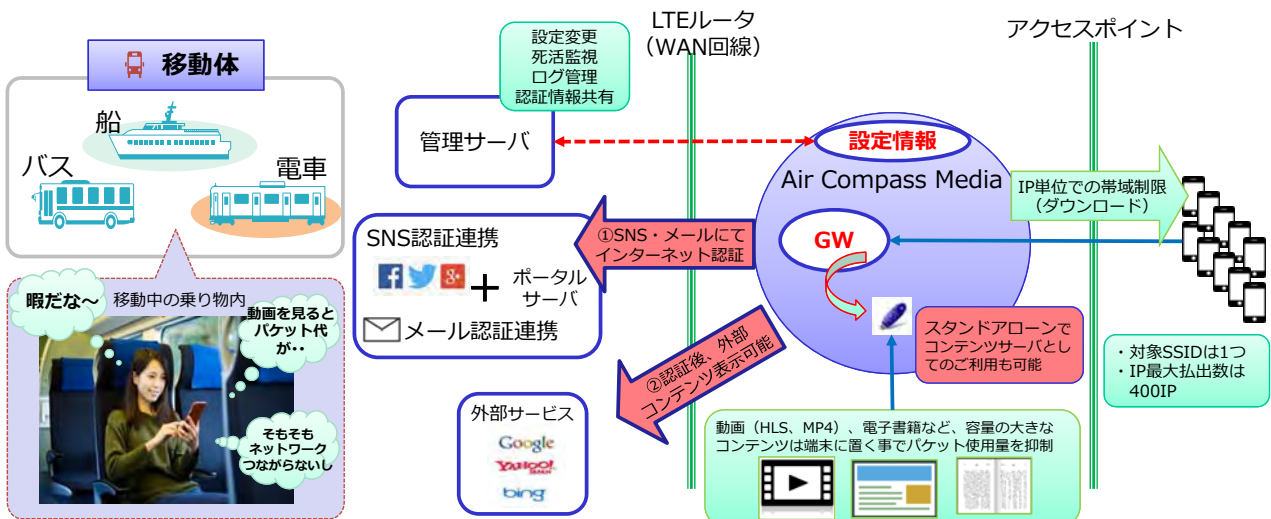 移動体
船
バス
電車
移動中の乗り物内
暇だな～
動画を見ると
パケット代
が・・
そもそも
ネットワーク
つながらないし
設定変更
死活監視
ログ管理
認証情報共有
管理サーバ
LTEルータ
（WAN回線）
アクセスポイント
設定情報
Air Compass Media
GW
IP単位での帯域制限
（ダウンロード）
SNS認証連携
f
g+
+
ポータル
サーバ
メール認証連携
①SNS・メールにて
インターネット認証
②認証後、外部
コンテンツ表示可能
スタンドアローンで
コンテンツサーバとし
てのご利用も可能
・対象SSIDは1つ
・IP最大払出数は
400IP
外部サービス
Google
YAHOO!
JAPAN
bing
動画（HLS、MP4）、電子書籍など、容量の大きな
コンテンツは端末に置く事でパケット使用量を抑制